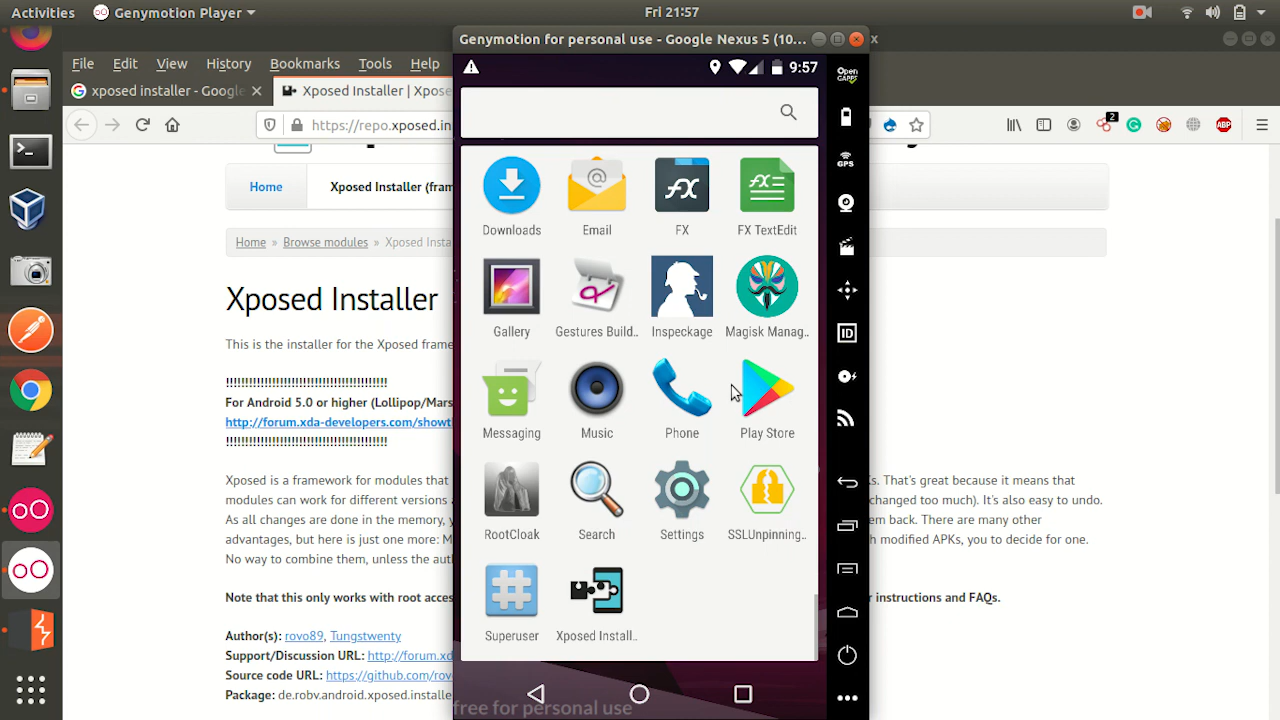 Activities Genymotion Player Fri 21:57
Genymotion for personal use - Google Nexus 5 (10...
File Edit View History Bookmarks Tools Help
xposed installer - Google
Xposed Installer | Xpose
https://repo.xposed.in
2
ABP
9:57
Open
GAPPS
GPS
ID
Home Xposed Installer (fram
Home » Browse modules » Xposed Insta
Xposed Installer
This is the installer for the Xposed frame
!!!!!!!!!!!!!!!!!!!!!!!!!!!!!!!!!!!!!!!!!!
For Android 5.0 or higher (Lollipop/Mars
http://forum.xda-developers.com/showt
!!!!!!!!!!!!!!!!!!!!!!!!!!!!!!!!!!!!!!!!!!
Xposed is a framework for modules that Ks. That's great because it means that
modules can work for different versions a (changed too much). It's also easy to undo.
As all changes are done in the memory, y em back. There are many other
advantages, but here is just one more: M h modified APKs, you to decide for one.
No way to combine them, unless the auth
Note that this only works with root acces r instructions and FAQs.
Author(s): rovo89, Tungstwenty
Support/Discussion URL: http://forum.xd
Source code URL: https://github.com/rov
Package: de.robv.android.xposed.installe
Downloads Email FX FX TextEdit
Gallery Gestures Build.. Inspeckage Magisk Manag..
Messaging Music Phone Play Store
RootCloak Search Settings SSLUnpinning..
Superuser Xposed Install..
free for personal use